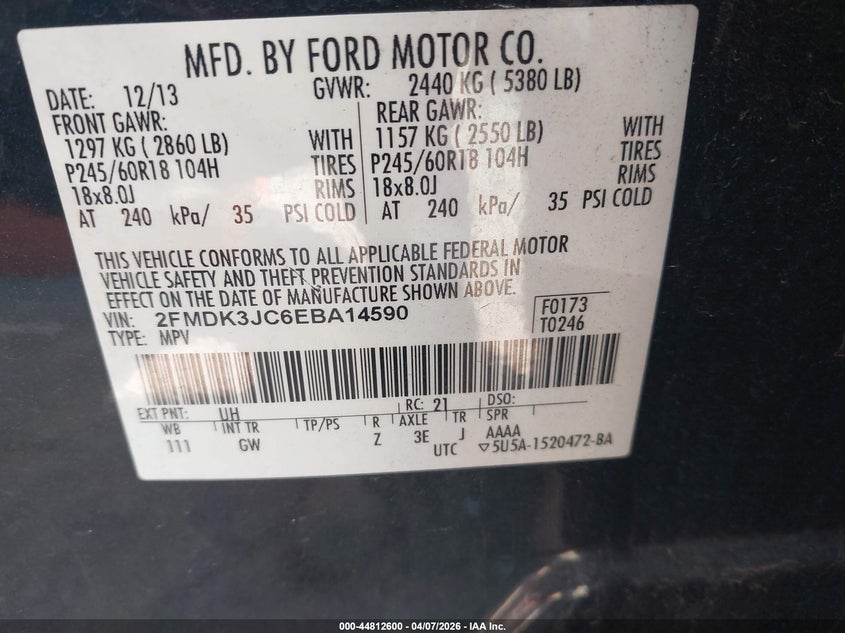 MFD. BY FORD MOTOR CO.
DATE: 12/13 GVWR: 2440 KG ( 5380 LB)
FRONT GAWR: REAR GAWR:
1297 KG ( 2860 LB) WITH 1157 KG ( 2550 LB) WITH
P245/60R18 104H TIRES P245/60R18 104H TIRES
18x8.0J RIMS 18x8.0J RIMS
AT 240 kPa/ 35 PSI COLD AT 240 kPa/ 35 PSI COLD
THIS VEHICLE CONFORMS TO ALL APPLICABLE FEDERAL MOTOR
VEHICLE SAFETY AND THEFT PREVENTION STANDARDS IN
EFFECT ON THE DATE OF MANUFACTURE SHOWN ABOVE.
VIN: 2FMDK3JC6EBA14590 F0173
TYPE: MPV T0246
EXT PNT: UH RC: 21 DSO:
WB INT TR TP/PS R AXLE TR SPR
111 GW Z 3E J AAAA
UTC ▽5U5A-1520472-BA
000-44812600 - 04/07/2026 - IAA Inc.